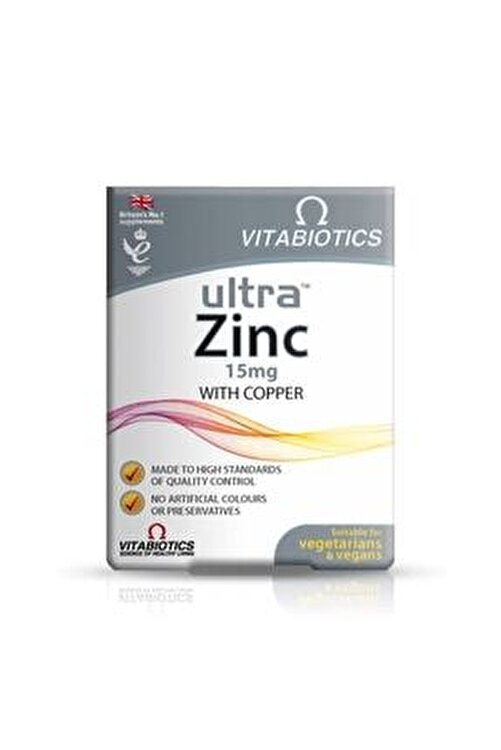 Britain's No.1
supplements
VITABIOTICS
ultra™
Zinc
15mg
WITH COPPER
MADE TO HIGH STANDARDS
OF QUALITY CONTROL
NO ARTIFICIAL COLOURS
OR PRESERVATIVES
VITABIOTICS
SCIENCE OF HEALTHY LIVING
Suitable for
vegetarians
& vegans